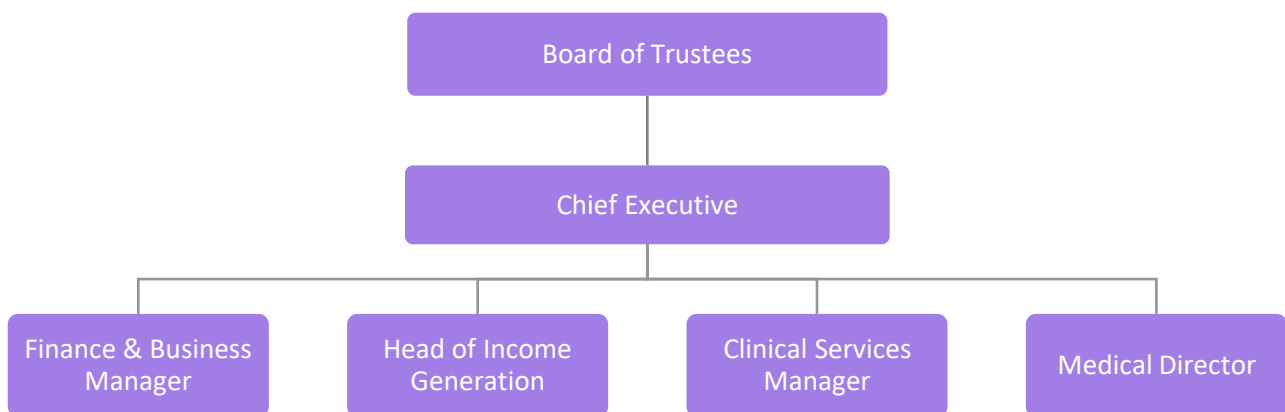 Board of Trustees
Chief Executive
Finance & Business
Manager
Head of Income
Generation
Clinical Services
Manager
Medical Director